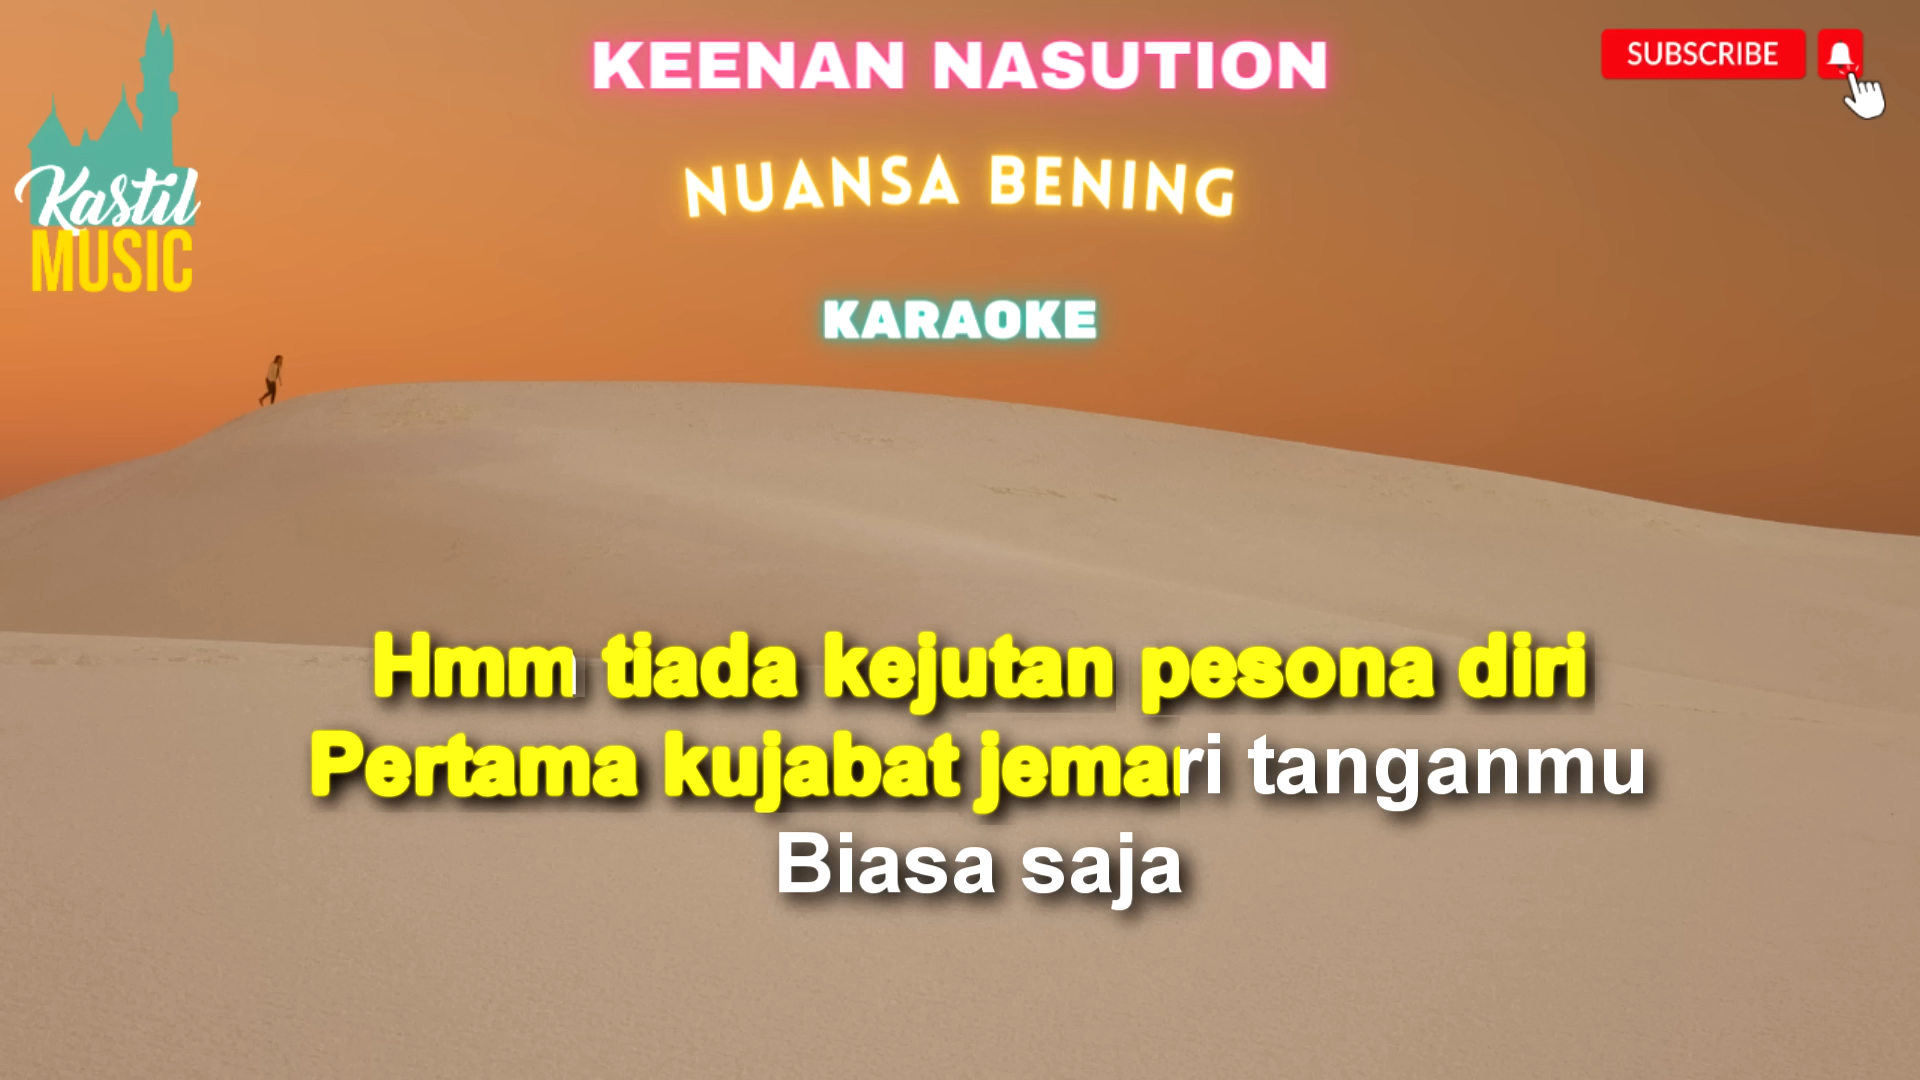 KEENAN NASUTION
SUBSCRIBE
NUANSA BENING
Kastil
MUSIC
KARAOKE
Hmm tiada kejutan pesona diri
Pertama kujabat jemari tanganmu
Biasa saja